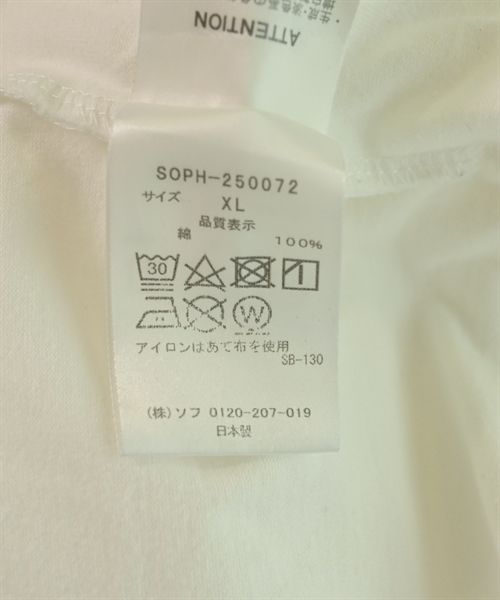 ATTENTION
SOPH-250072
サイズ XL
品質表示
綿 100%
30
W
アイロンはあて布を使用
SB-130
(株)ソフ 0120-207-019
日本製